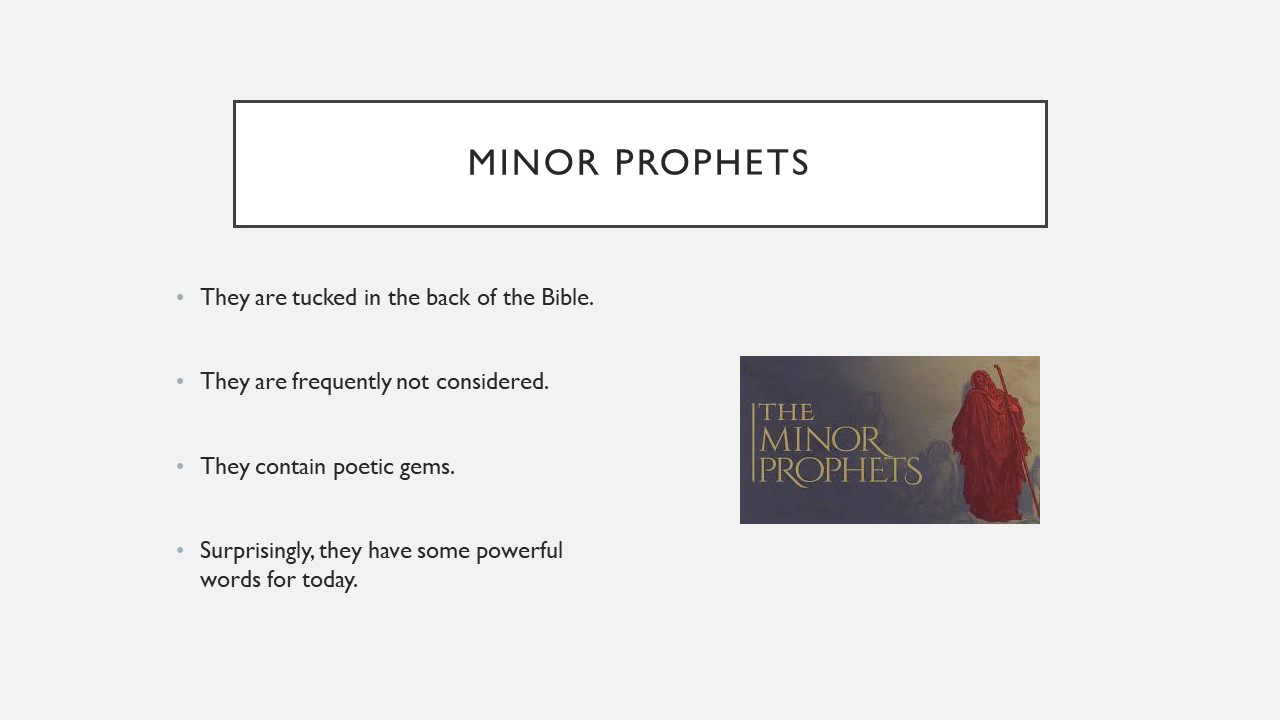 MINOR PROPHETS
• They are tucked in the back of the Bible.
• They are frequently not considered.
• They contain poetic gems.
• Surprisingly, they have some powerful
words for today.
THE
MINOR
PROPHETS